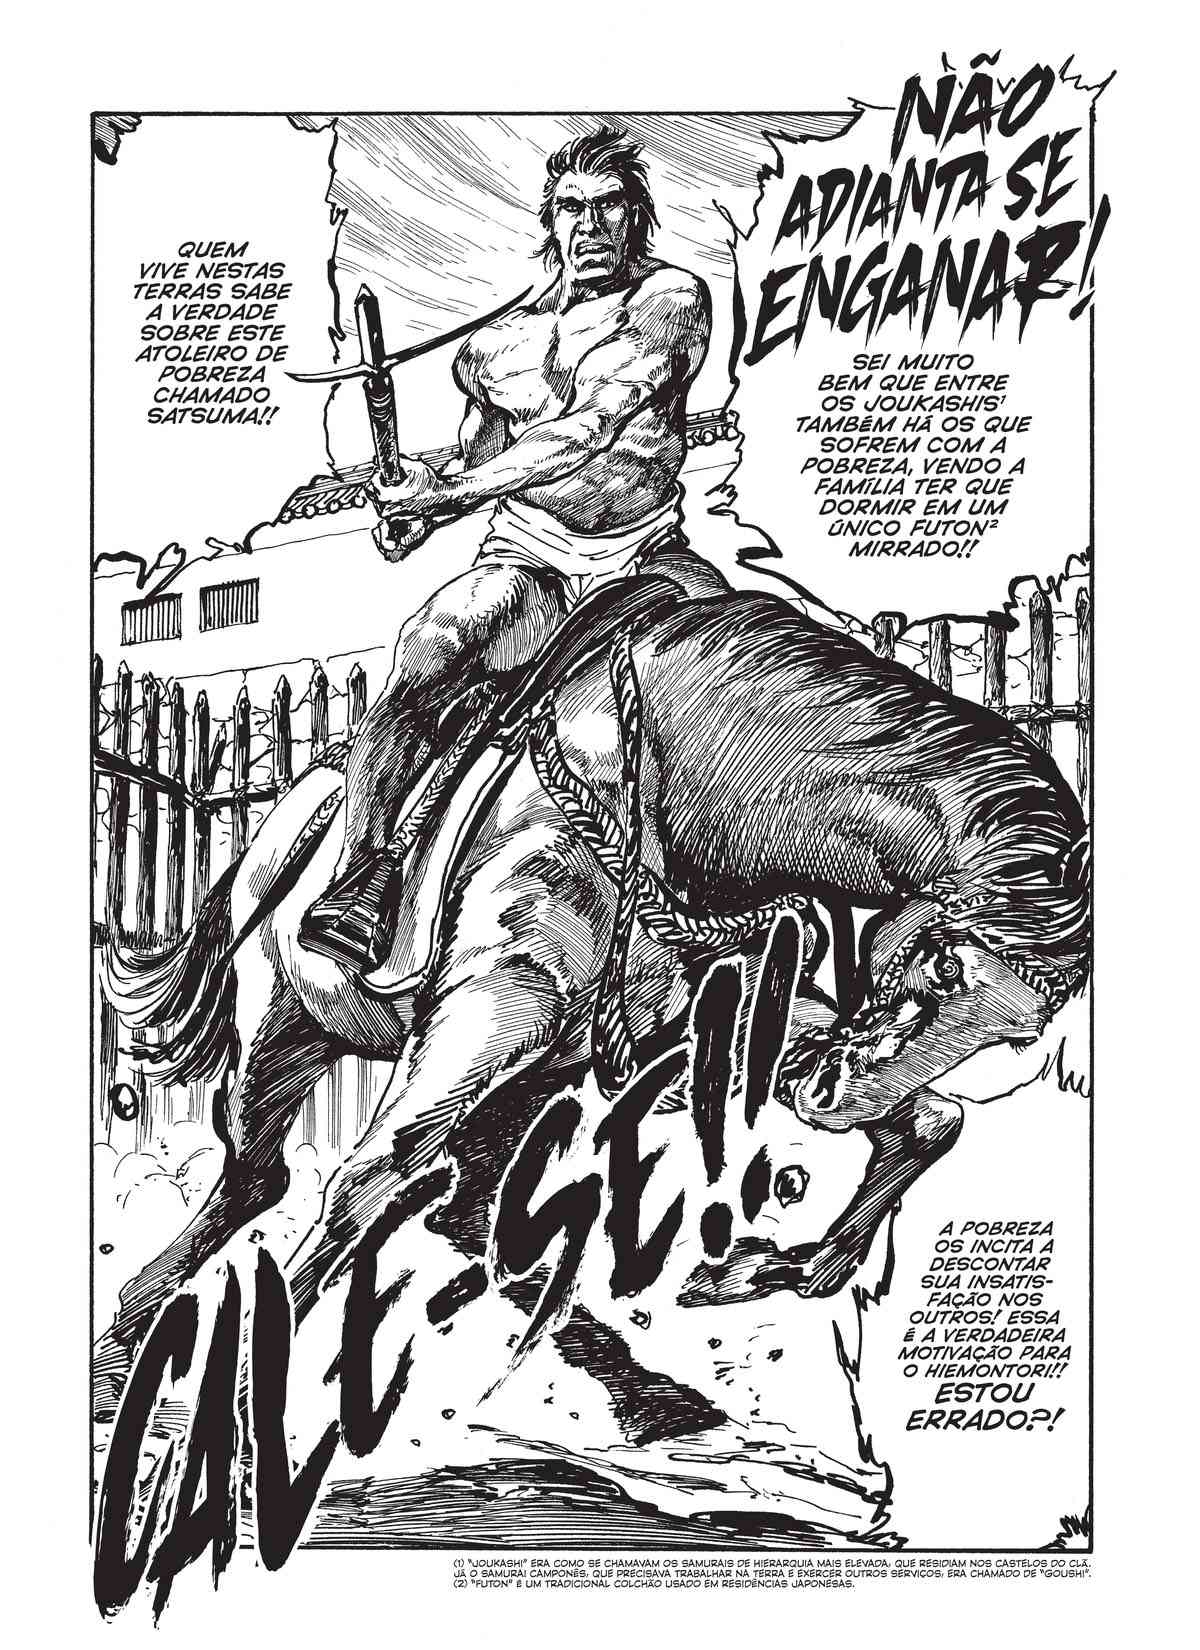 NÃO
ADIANTA SE
ENGANAR!
SEI MUITO
BEM QUE ENTRE
OS JOUKASHIS¹
TAMBÉM HÁ OS QUE
SOFREM COM A
POBREZA, VENDO A
FAMÍLIA TER QUE
DORMIR EM UM
ÚNICO FUTON²
MIRRADO!!
QUEM
VIVE NESTAS
TERRAS SABE
A VERDADE
SOBRE ESTE
ATOLEIRO DE
POBREZA
CHAMADO
SATSUMA!!
CALE-SE!!
A POBREZA
OS INCITA A
DESCONTAR
SUA INSATIS-
FAÇÃO NOS
OUTROS! ESSA
É A VERDADEIRA
MOTIVAÇÃO PARA
O HIEMONTORI!!
ESTOU
ERRADO?!
(1) "JOUKASHI" ERA COMO SE CHAMAVAM OS SAMURAIS DE HIERARQUIA MAIS ELEVADA, QUE RESIDIAM NOS CASTELOS DO CLÃ.
JÁ O SAMURAI CAMPONÊS, QUE PRECISAVA TRABALHAR NA TERRA E EXERCER OUTROS SERVIÇOS, ERA CHAMADO DE "GOUSHI".
(2) "FUTON" É UM TRADICIONAL COLCHÃO USADO EM RESIDÊNCIAS JAPONESAS.